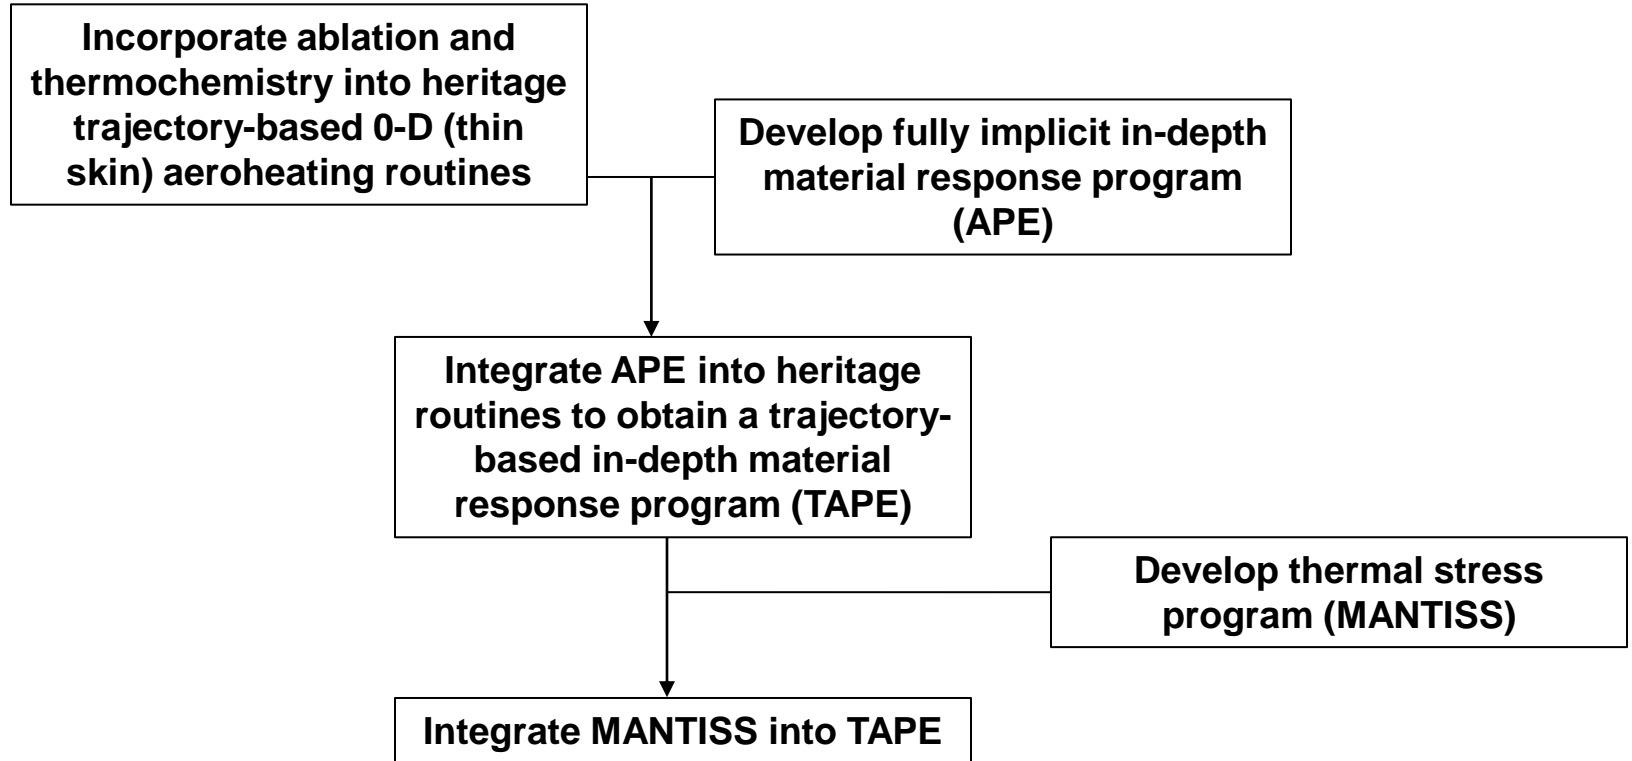 Incorporate ablation and
thermochemistry into heritage
trajectory-based 0-D (thin
skin) aeroheating routines
Develop fully implicit in-depth
material response program
(APE)
Integrate APE into heritage
routines to obtain a trajectory-
based in-depth material
response program (TAPE)
Develop thermal stress
program (MANTISS)
Integrate MANTISS into TAPE